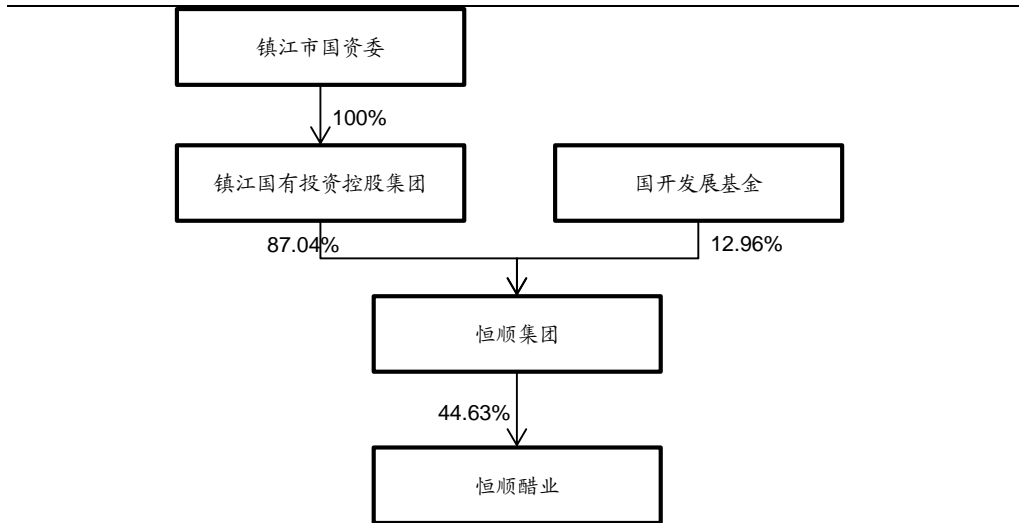 镇江市国资委
100%
镇江国有投资控股集团
国开发展基金
87.04%
12.96%
恒顺集团
44.63%
恒顺醋业